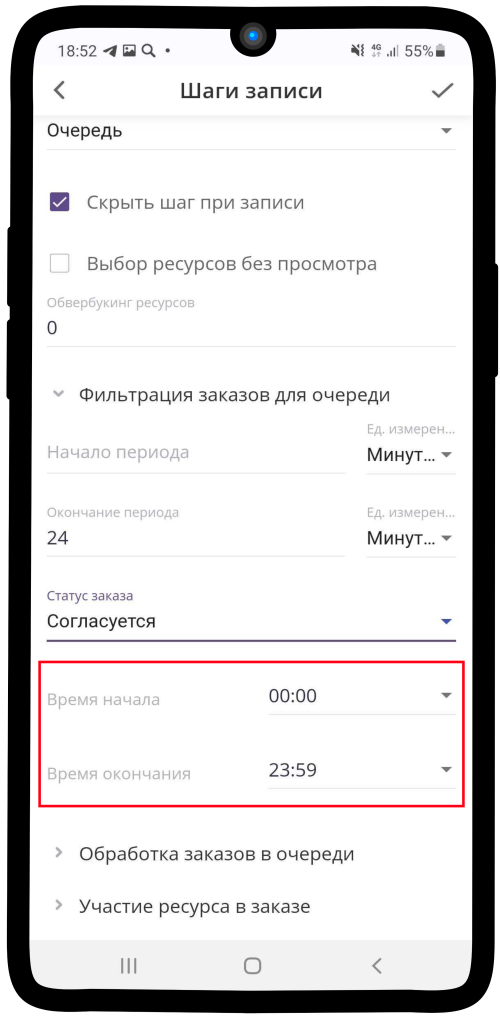 18:52 4G 55%
Шаги записи
Очередь
Скрыть шаг при записи
Выбор ресурсов без просмотра
Обвербукинг ресурсов
0
Фильтрация заказов для очереди
Ед. измерен...
Начало периода Минут...
Окончание периода Ед. измерен...
24 Минут...
Статус заказа
Согласуется
Время начала 00:00
Время окончания 23:59
Обработка заказов в очереди
Участие ресурса в заказе